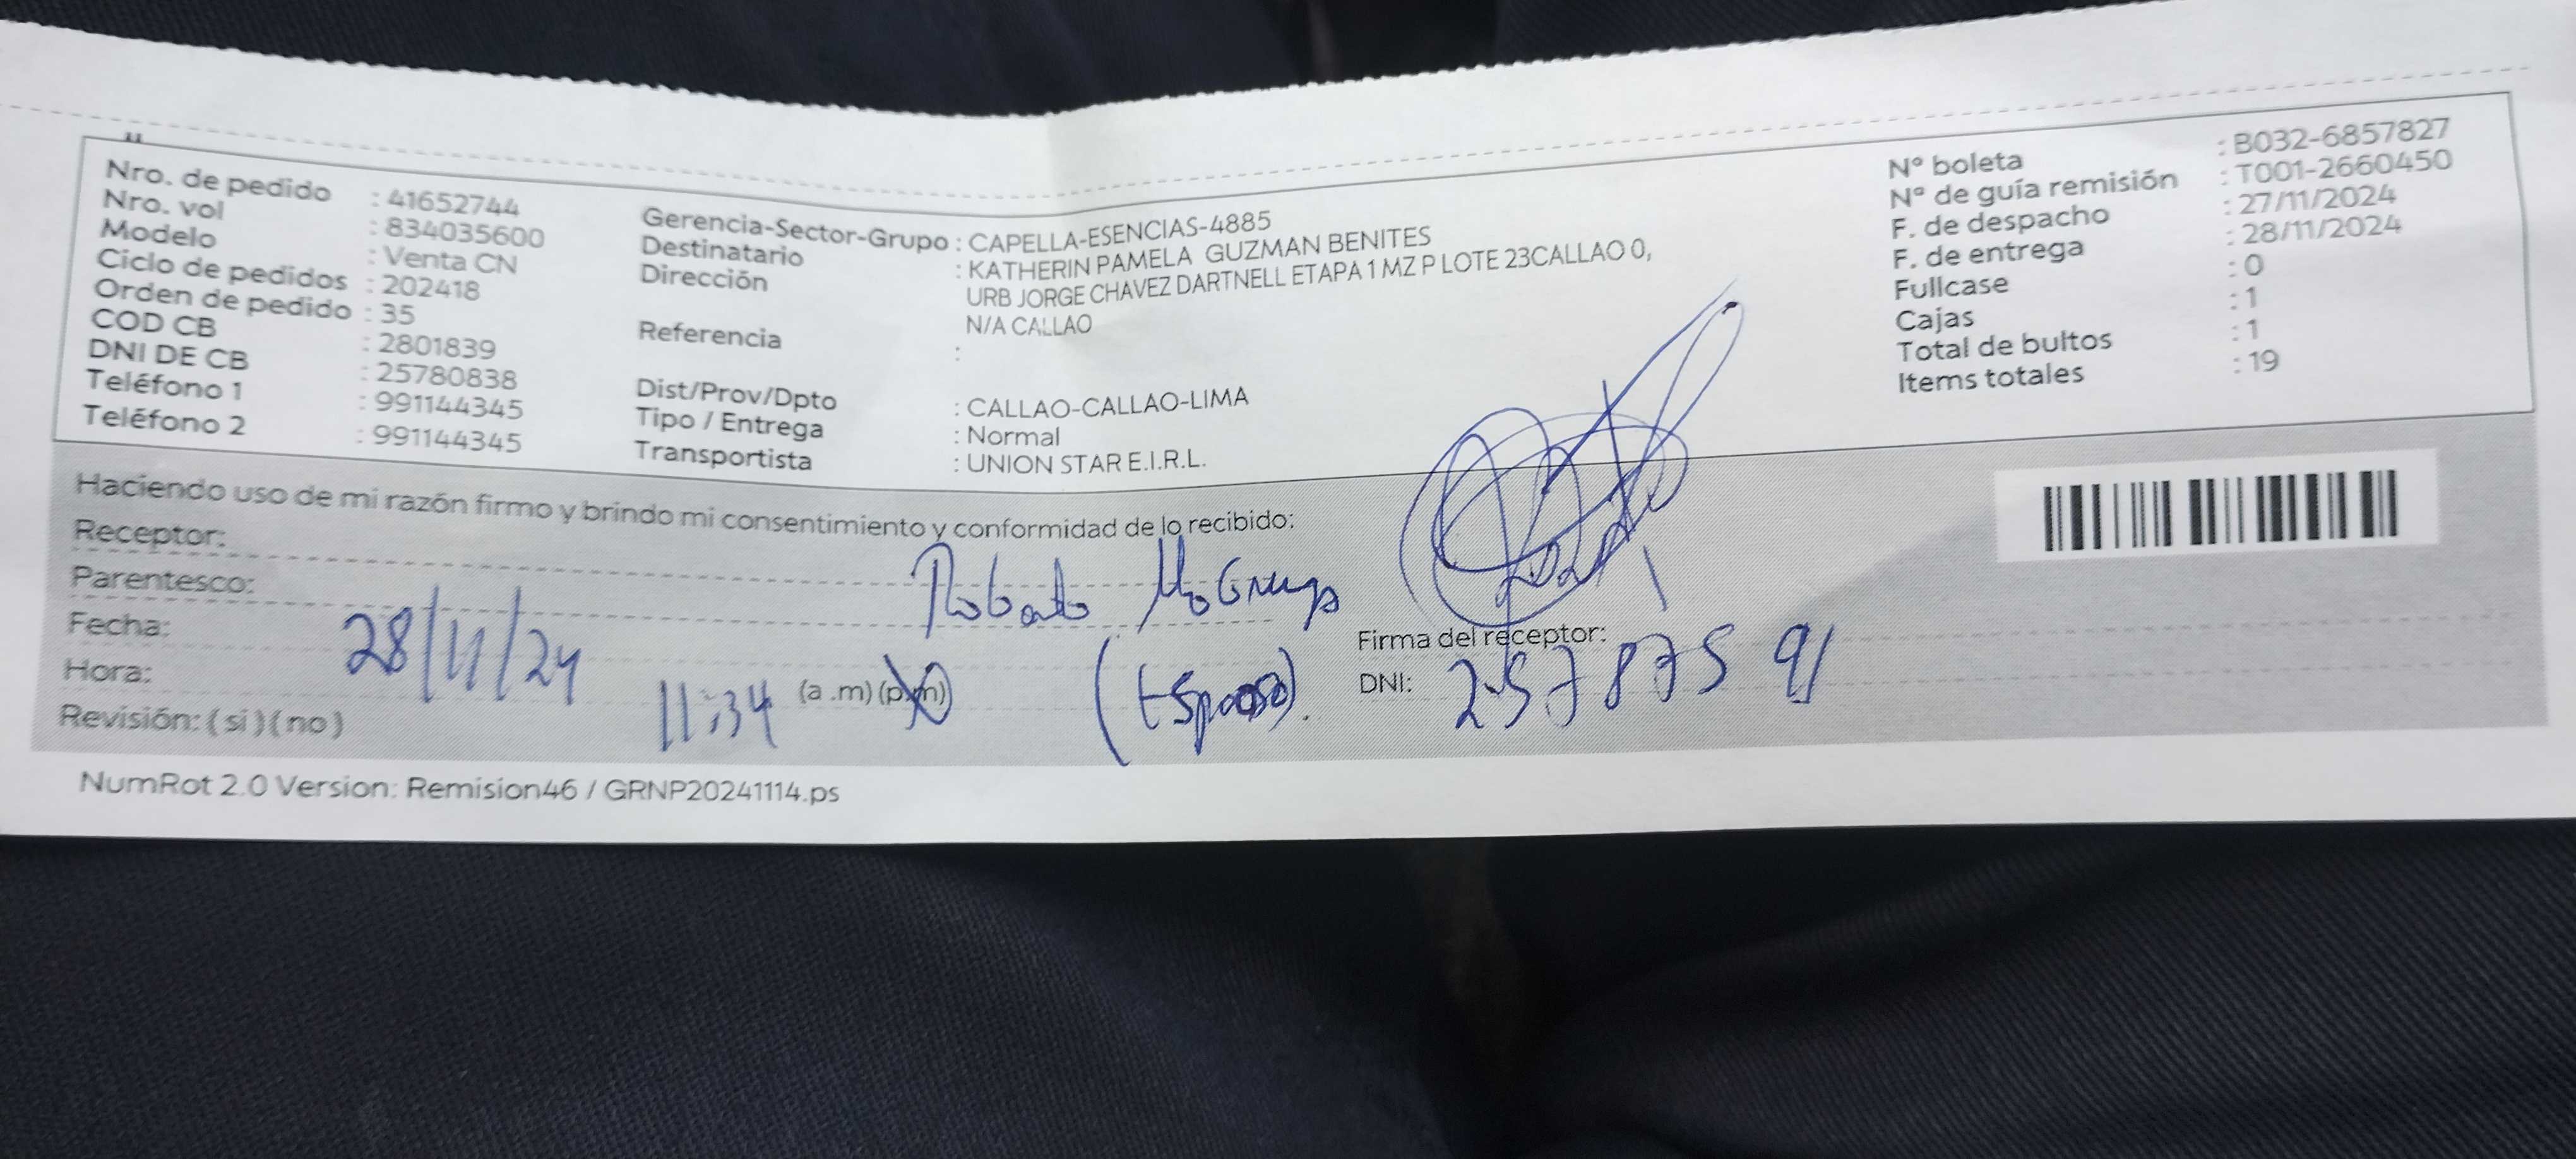 Nro. de pedido : 41652744
Nro. vol : 834035600
Modelo : Venta CN
Ciclo de pedidos : 202418
Orden de pedido : 35
COD CB : 2801839
DNI DE CB : 25780838
Teléfono 1 : 991144345
Teléfono 2 : 991144345
Gerencia-Sector-Grupo : CAPELLA-ESENCIAS-4885
Destinatario : KATHERIN PAMELA GUZMAN BENITES
Dirección : URB JORGE CHAVEZ DARTNELL ETAPA 1 MZ P LOTE 23CALLAO 0,
N/A CALLAO
Referencia :
Dist/Prov/Dpto : CALLAO-CALLAO-LIMA
Tipo / Entrega : Normal
Transportista : UNION STAR E.I.R.L.
N° boleta : B032-6857827
N° de guía remisión : T001-2660450
F. de despacho : 27/11/2024
F. de entrega : 28/11/2024
Fullcase : 0
Cajas : 1
Total de bultos : 1
Items totales : 19
Haciendo uso de mi razón firmo y brindo mi consentimiento y conformidad de lo recibido:
Receptor: Roberto
Parentesco: (Esposo)
Fecha: 28/11/24
Hora: 11:34 (a .m) (p.m)
Revisión: ( si ) ( no )
Firma del receptor:
DNI: 25787591
NumRot 2.0 Version: Remision46 / GRNP20241114.ps